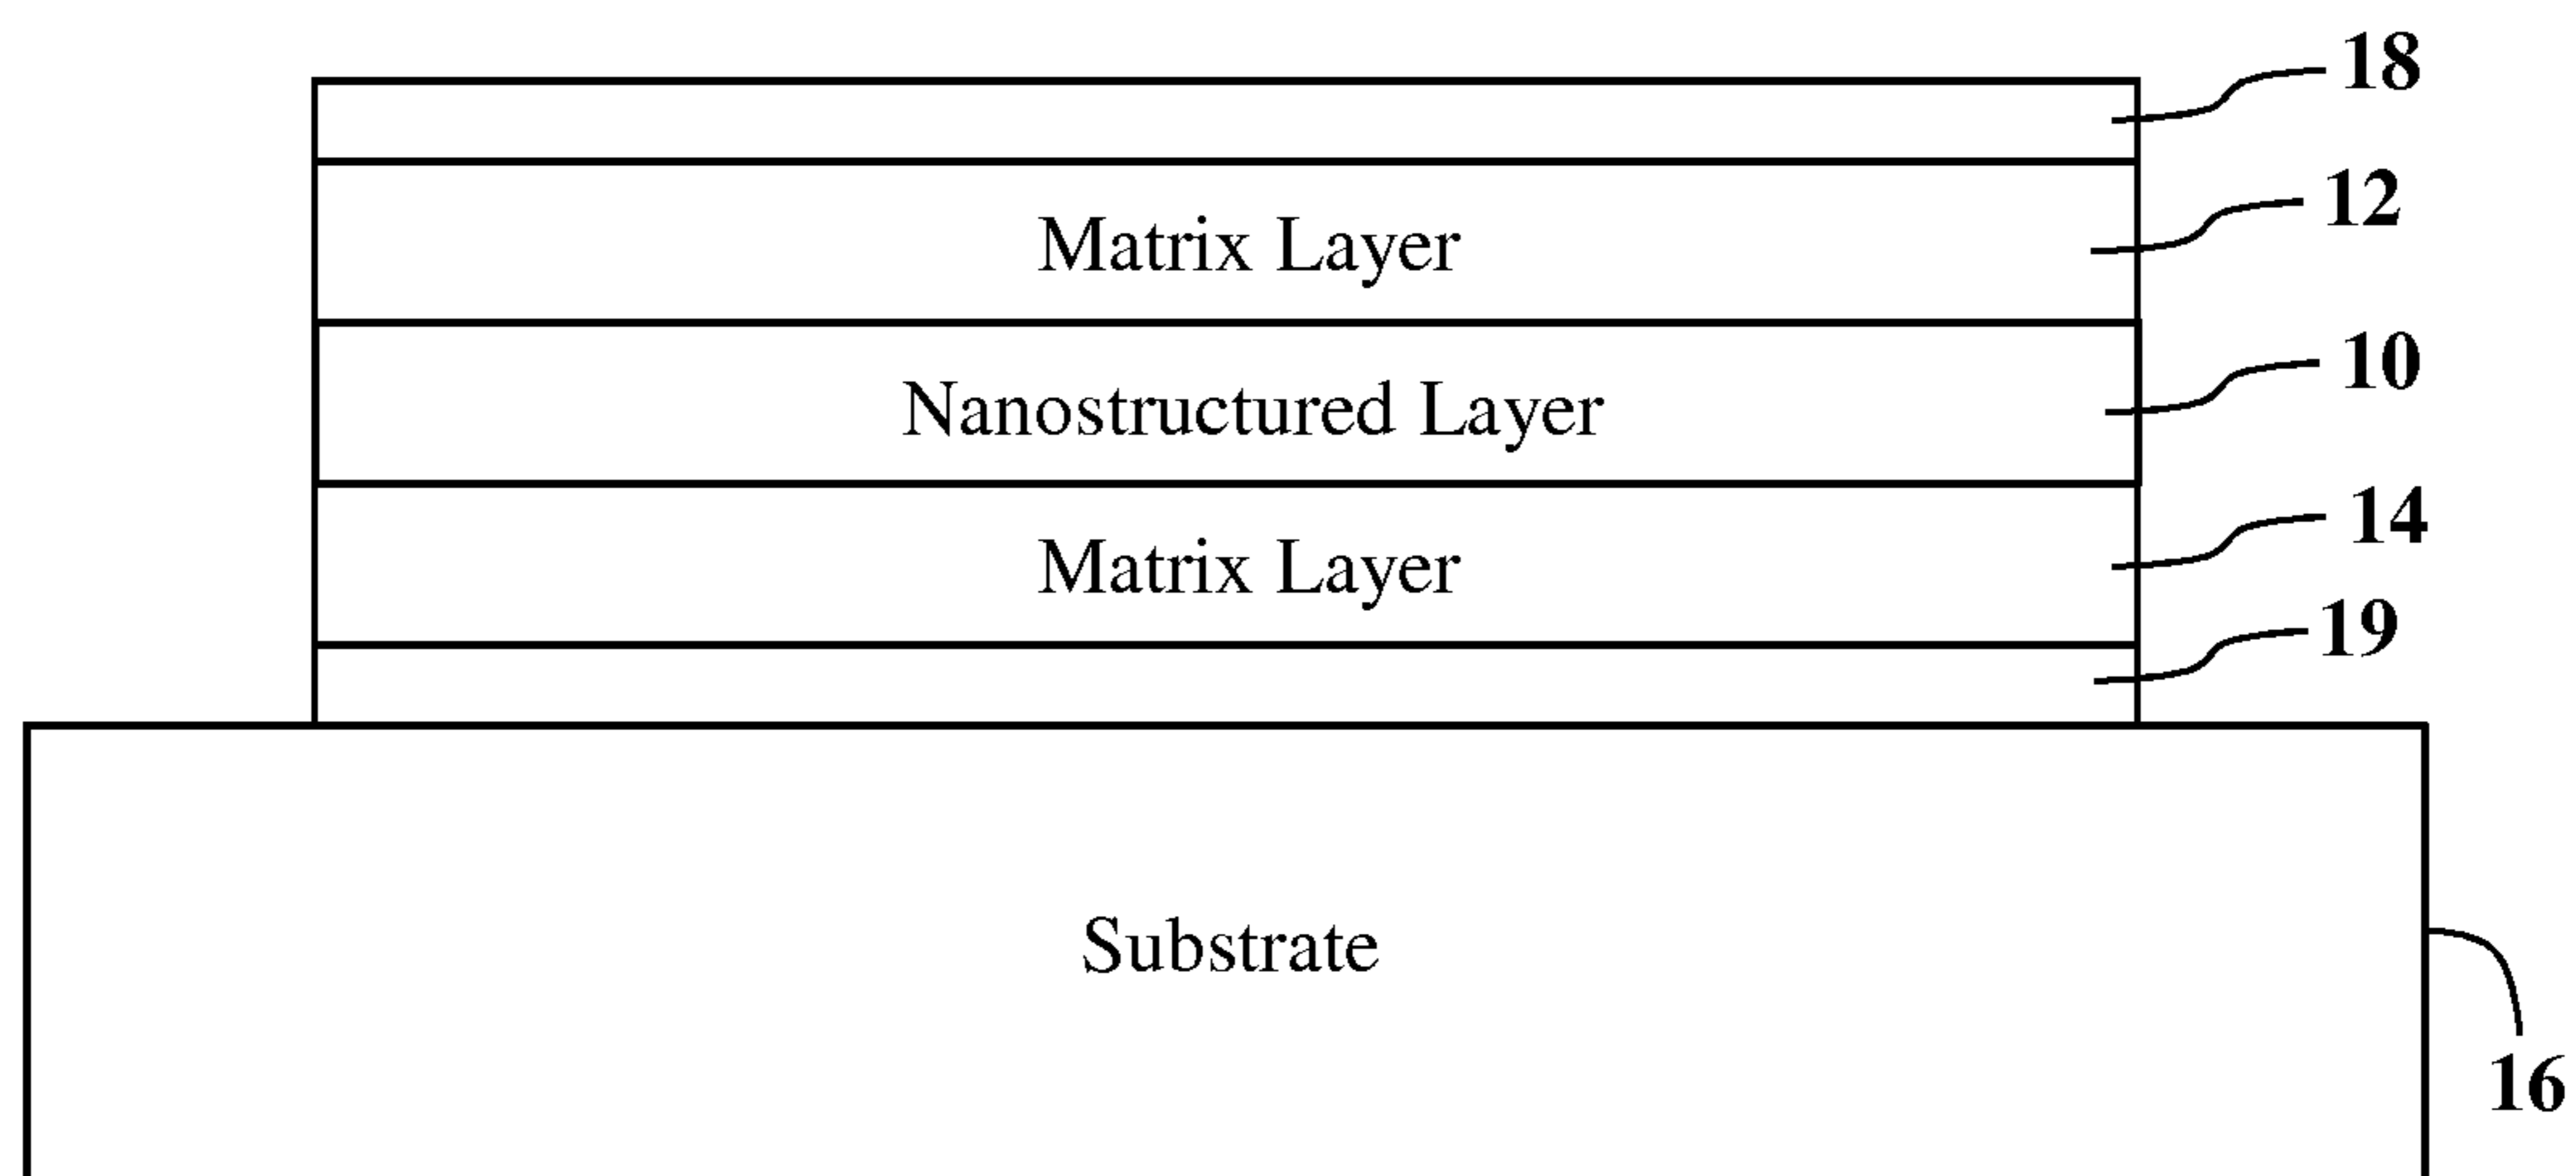 18
Matrix Layer
12
Nanostructured Layer
10
Matrix Layer
14
19
Substrate
16